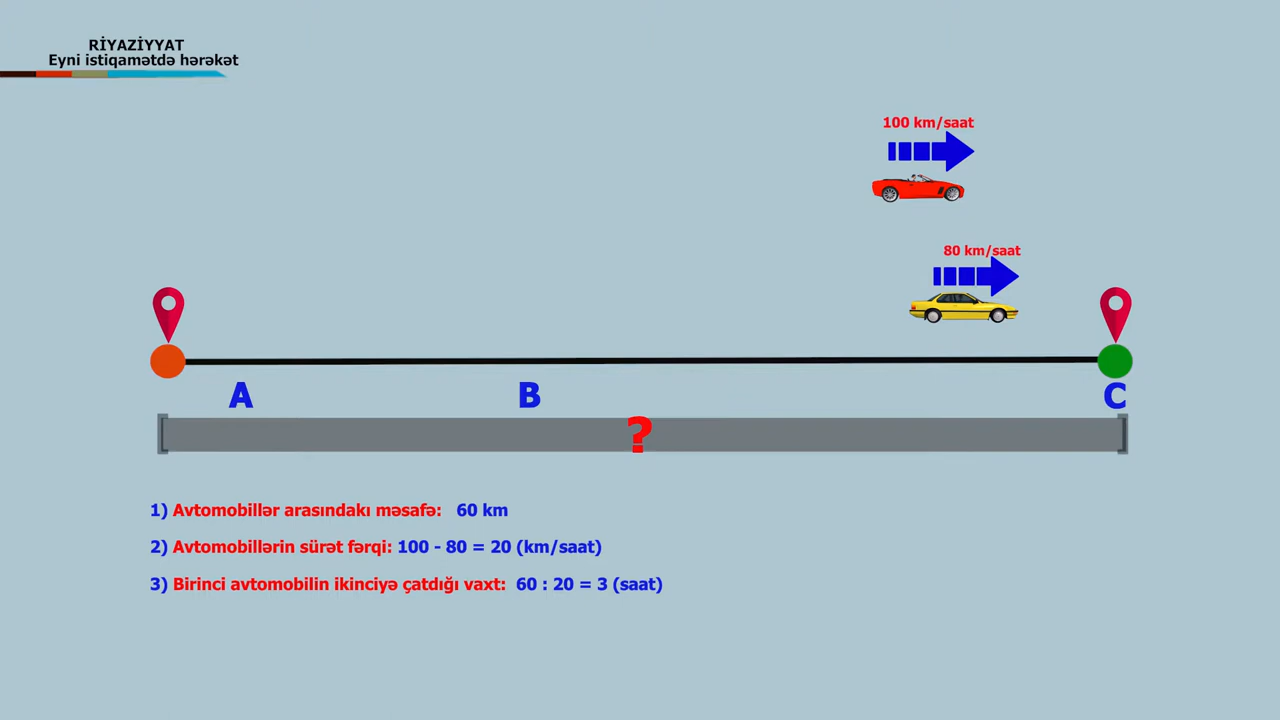 RİYAZİYYAT
Eyni istiqamətdə hərəkət
100 km/saat
80 km/saat
A B C
?
1) Avtomobillər arasındakı məsafə: 60 km
2) Avtomobillərin sürət fərqi: 100 - 80 = 20 (km/saat)
3) Birinci avtomobilin ikinciyə çatdığı vaxt: 60 : 20 = 3 (saat)